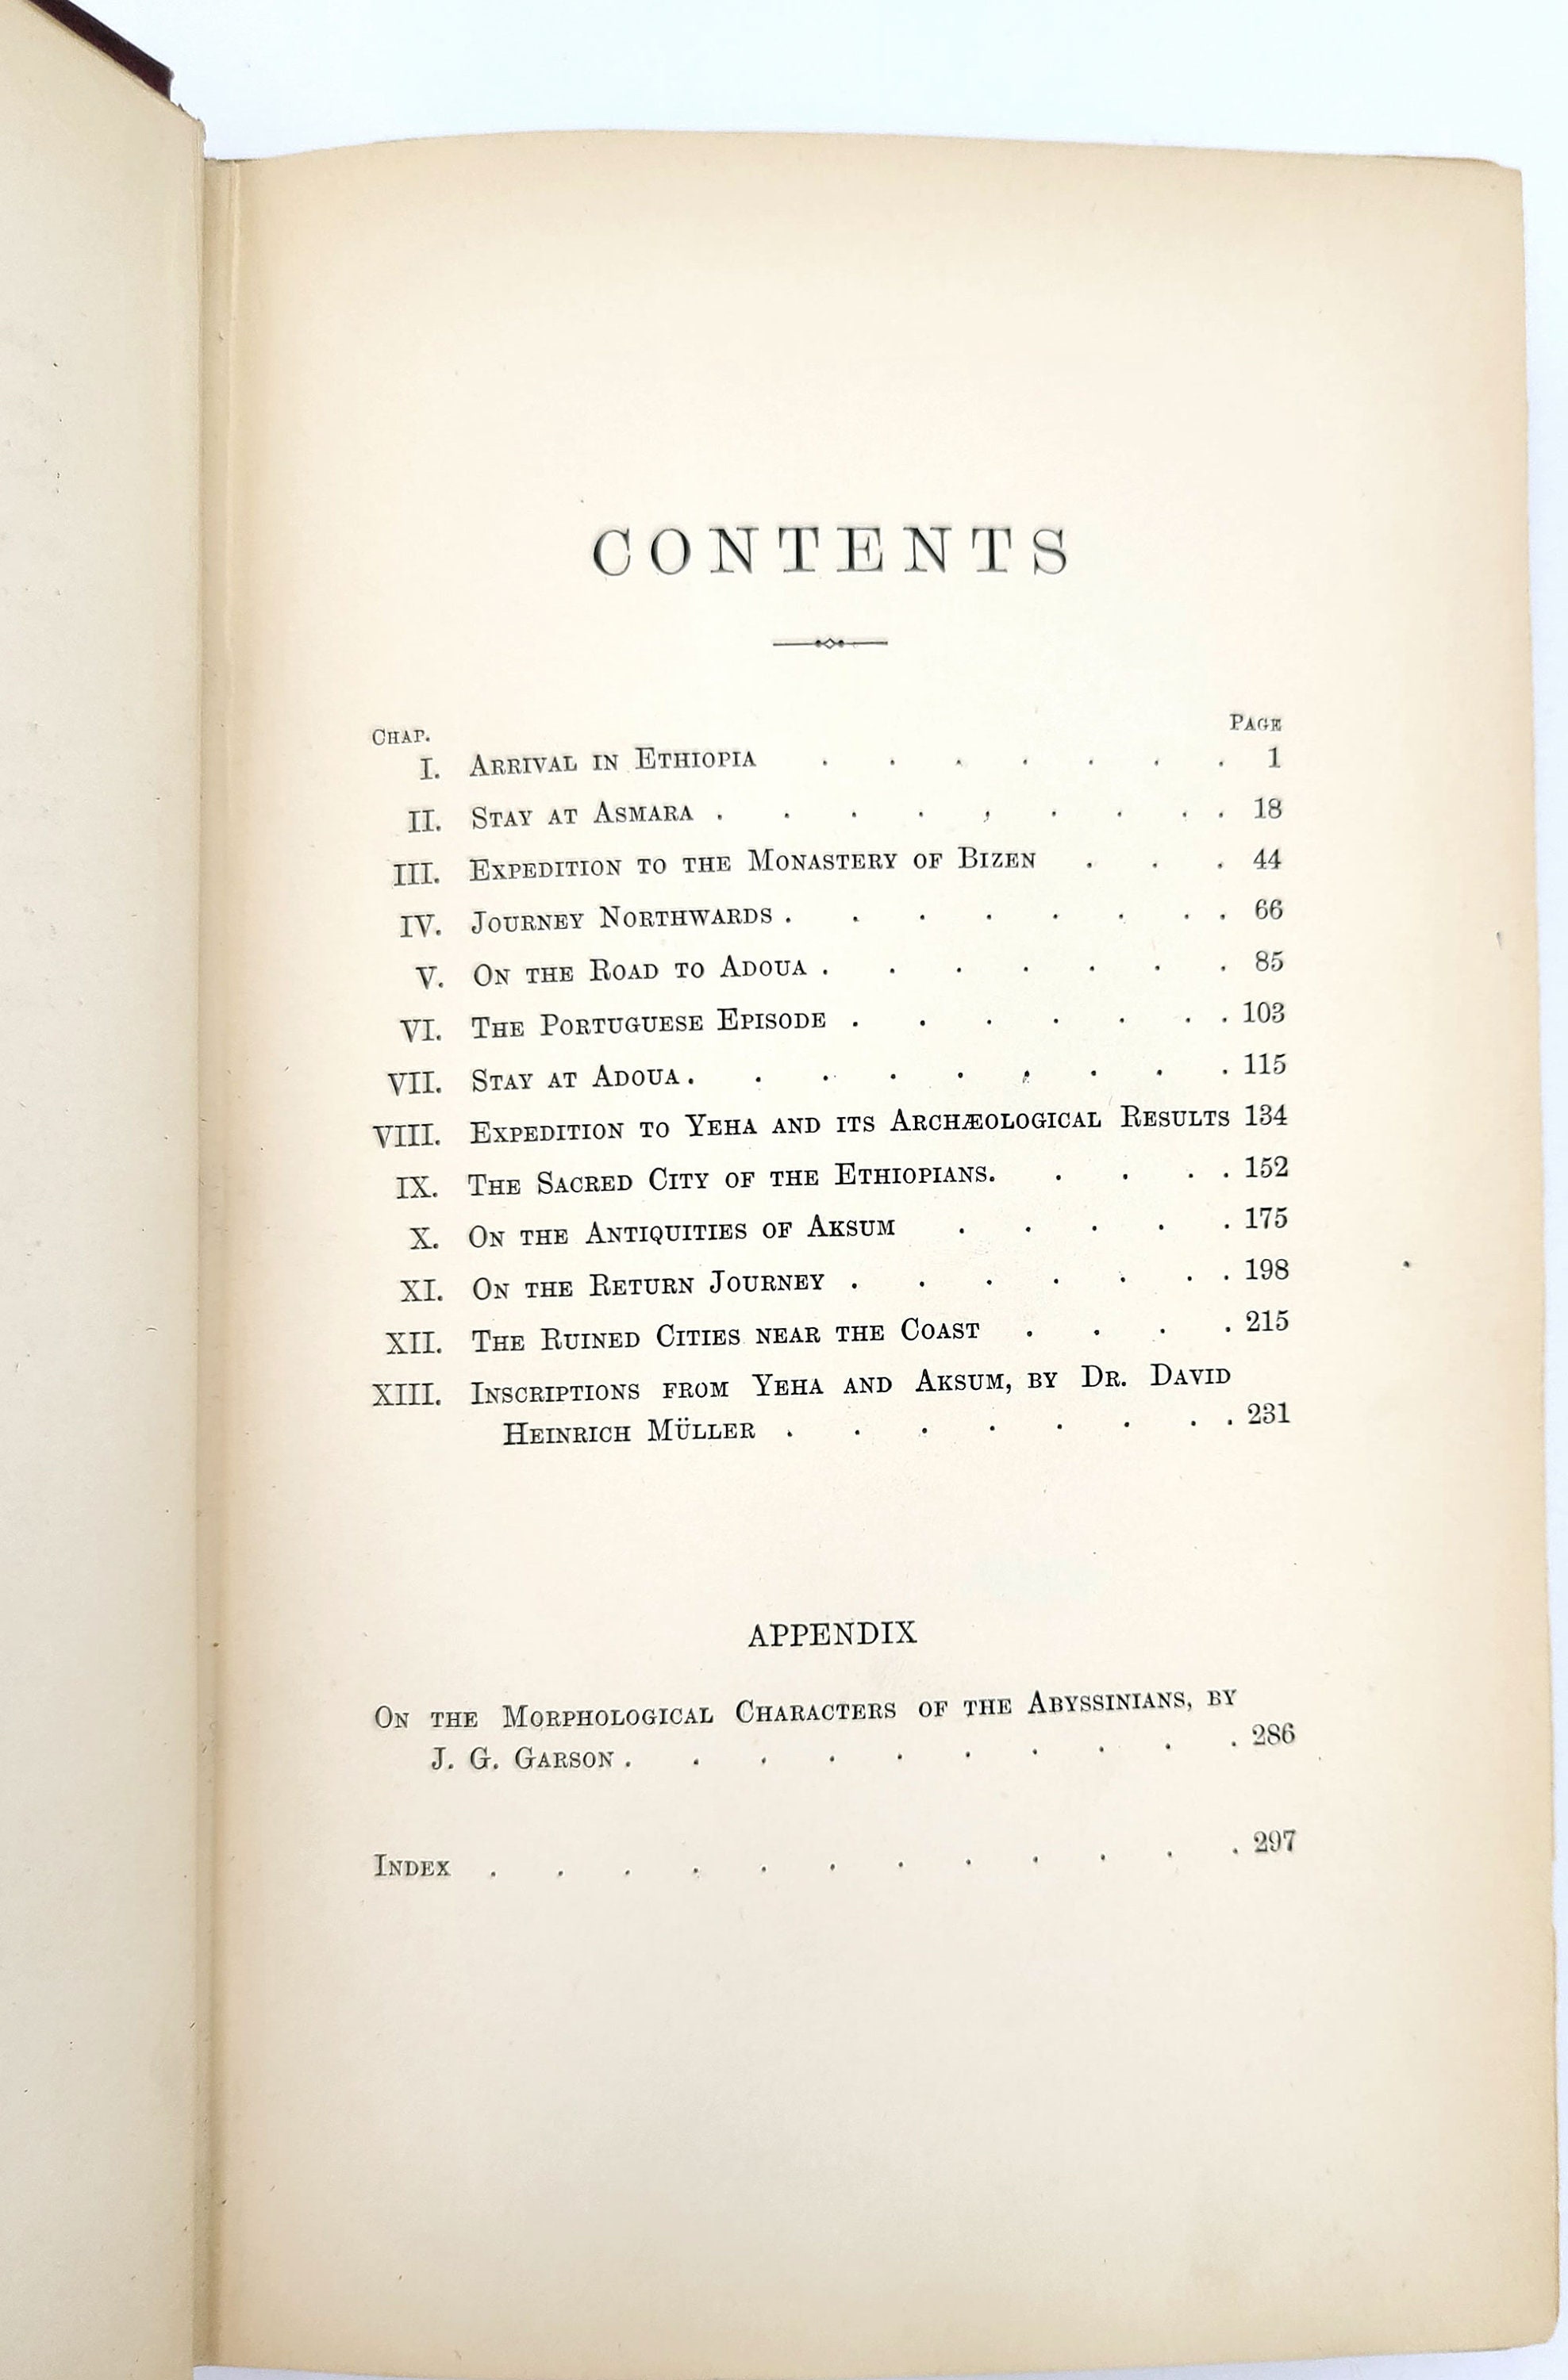 CONTENTS
CHAP. PAGE
I. ARRIVAL IN ETHIOPIA . . . . . . . 1
II. STAY AT ASMARA . . . . . . . . . 18
III. EXPEDITION TO THE MONASTERY OF BIZEN . . . 44
IV. JOURNEY NORTHWARDS . . . . . . . . 66
V. ON THE ROAD TO ADOUA . . . . . . . 85
VI. THE PORTUGUESE EPISODE . . . . . . . 103
VII. STAY AT ADOUA . . . . . . . . . 115
VIII. EXPEDITION TO YEHA AND ITS ARCHÆOLOGICAL RESULTS 134
IX. THE SACRED CITY OF THE ETHIOPIANS . . . . . 152
X. ON THE ANTIQUITIES OF AKSUM . . . . . 175
XI. ON THE RETURN JOURNEY . . . . . . . 198
XII. THE RUINED CITIES NEAR THE COAST . . . . 215
XIII. INSCRIPTIONS FROM YEHA AND AKSUM, BY DR. DAVID
HEINRICH MÜLLER . . . . . . . . 231
APPENDIX
ON THE MORPHOLOGICAL CHARACTERS OF THE ABYSSINIANS, BY
J. G. GARSON . . . . . . . . . . 286
INDEX . . . . . . . . . . . . 297